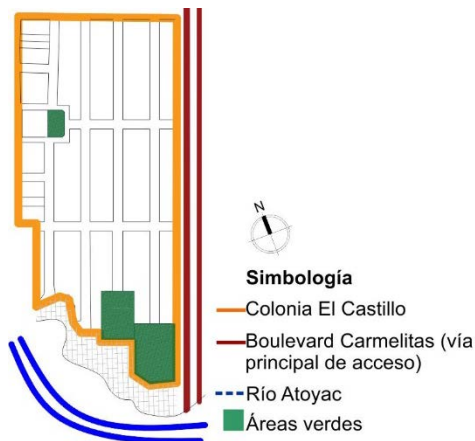 N
Simbología
Colonia El Castillo
Boulevard Carmelitas (vía
principal de acceso)
Río Atoyac
Áreas verdes